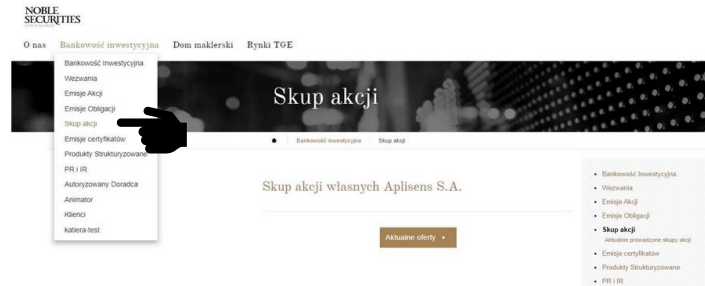 NOBLE
SECURITIES
O nas Bankowość inwestycyjna Dom maklerski Rynki TGE
Bankowość Inwestycyjna
Wezwania
Emisje Akcji
Emisje Obligacji
Skup akcji
Emisje certyfikatów
Produkty Strukturyzowane
PR i IR
Autoryzowany Doradca
Animator
Klienci
katiera-test
Skup akcji
Bankowość inwestycyjna Skup akcji
Skup akcji własnych Aplisens S.A.
Aktualne oferty
Bankowość Inwestycyjna
Wezwania
Emisje Akcji
Emisje Obligacji
Skup akcji
Aktualnie prowadzone skupy akcji
Emisje certyfikatów
Produkty Strukturyzowane
PR i IR